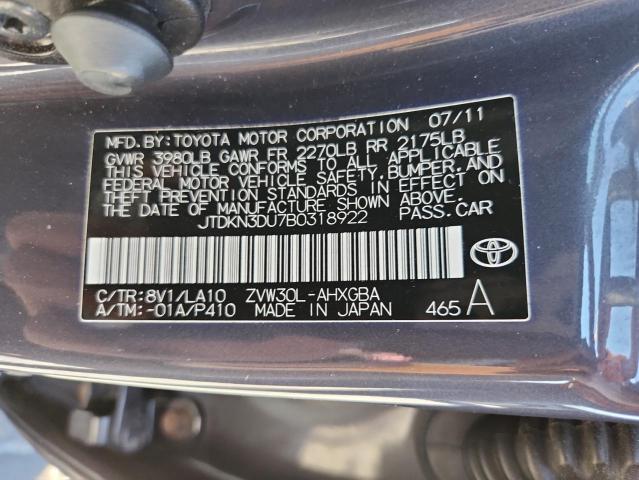 MFD. BY: TOYOTA MOTOR CORPORATION 07/11
GVWR 3980LB GAWR FR 2270LB RR 2175LB
THIS VEHICLE CONFORMS TO ALL APPLICABLE
FEDERAL MOTOR VEHICLE SAFETY, BUMPER, AND
THEFT PREVENTION STANDARDS IN EFFECT ON
THE DATE OF MANUFACTURE SHOWN ABOVE.
JTDKN3DU7B0318922 PASS. CAR
C/TR: 8V1/LA10 ZVW30L-AHXGBA
A/TM: -01A/P410 MADE IN JAPAN 465 A